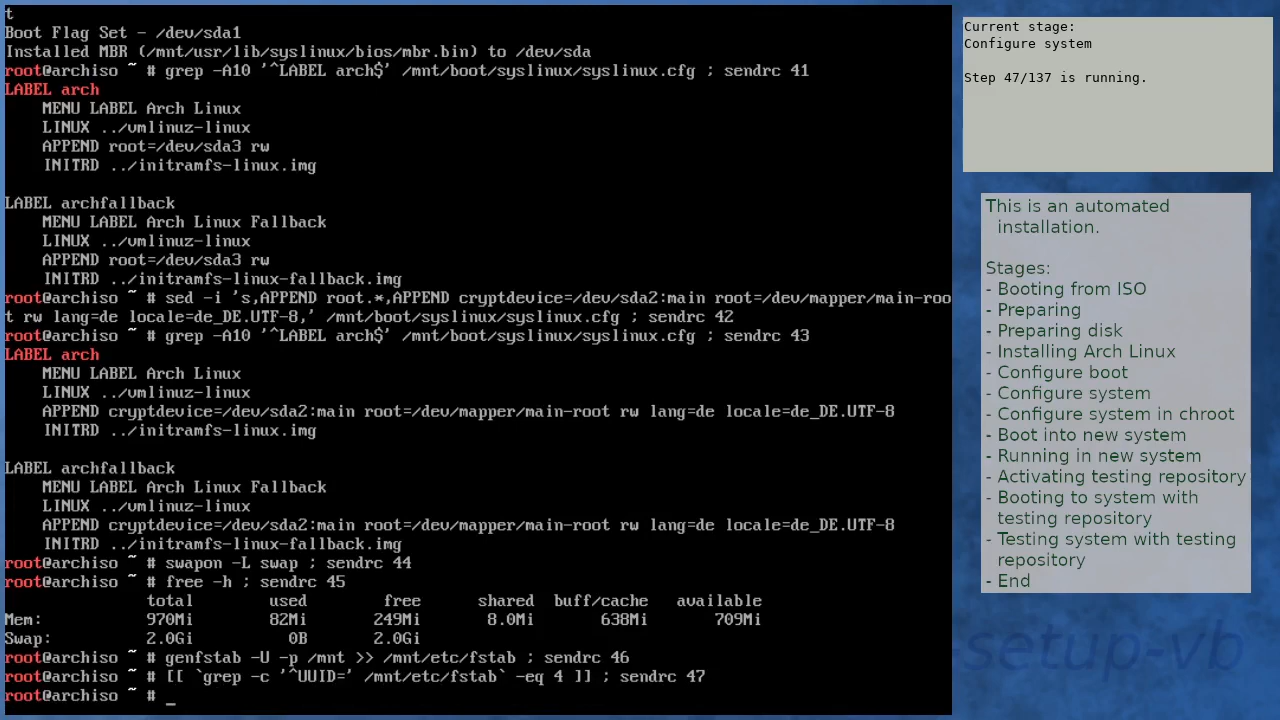 t
Boot Flag Set - /dev/sda1
Installed MBR (/mnt/usr/lib/syslinux/bios/mbr.bin) to /dev/sda
root@archiso ~ # grep -A10 '^LABEL arch$' /mnt/boot/syslinux/syslinux.cfg ; sendrc 41
LABEL arch
    MENU LABEL Arch Linux
    LINUX ../vmlinuz-linux
    APPEND root=/dev/sda3 rw
    INITRD ../initramfs-linux.img

LABEL archfallback
    MENU LABEL Arch Linux Fallback
    LINUX ../vmlinuz-linux
    APPEND root=/dev/sda3 rw
    INITRD ../initramfs-linux-fallback.img
root@archiso ~ # sed -i 's,APPEND root.*,APPEND cryptdevice=/dev/sda2:main root=/dev/mapper/main-roo
t rw lang=de locale=de_DE.UTF-8,' /mnt/boot/syslinux/syslinux.cfg ; sendrc 42
root@archiso ~ # grep -A10 '^LABEL arch$' /mnt/boot/syslinux/syslinux.cfg ; sendrc 43
LABEL arch
    MENU LABEL Arch Linux
    LINUX ../vmlinuz-linux
    APPEND cryptdevice=/dev/sda2:main root=/dev/mapper/main-root rw lang=de locale=de_DE.UTF-8
    INITRD ../initramfs-linux.img

LABEL archfallback
    MENU LABEL Arch Linux Fallback
    LINUX ../vmlinuz-linux
    APPEND cryptdevice=/dev/sda2:main root=/dev/mapper/main-root rw lang=de locale=de_DE.UTF-8
    INITRD ../initramfs-linux-fallback.img
root@archiso ~ # swapon -L swap ; sendrc 44
root@archiso ~ # free -h ; sendrc 45
               total        used        free      shared  buff/cache   available
Mem:           970Mi        82Mi       249Mi       8.0Mi       638Mi       709Mi
Swap:          2.0Gi          0B       2.0Gi
root@archiso ~ # genfstab -U -p /mnt >> /mnt/etc/fstab ; sendrc 46
root@archiso ~ # [[ `grep -c '^UUID=' /mnt/etc/fstab` -eq 4 ]] ; sendrc 47
root@archiso ~ # _
Current stage:
Configure system

Step 47/137 is running.
This is an automated
installation.

Stages:
- Booting from ISO
- Preparing
- Preparing disk
- Installing Arch Linux
- Configure boot
- Configure system
- Configure system in chroot
- Boot into new system
- Running in new system
- Activating testing repository
- Booting to system with
testing repository
- Testing system with testing
repository
- End
-setup-vb